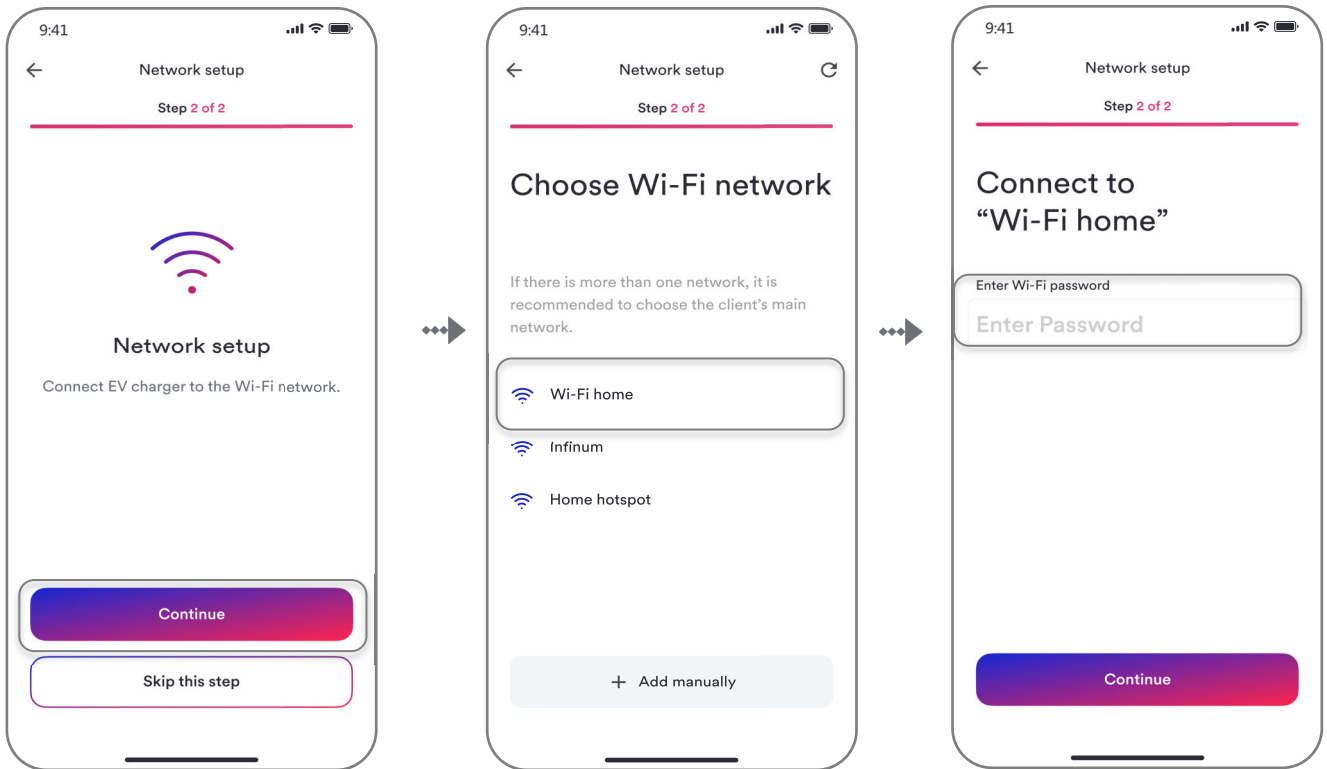 9:41
Network setup
Step 2 of 2
Network setup
Connect EV charger to the Wi-Fi network.
Continue
Skip this step
9:41
Network setup
Step 2 of 2
Choose Wi-Fi network
If there is more than one network, it is
recommended to choose the client's main
network.
Wi-Fi home
Infinum
Home hotspot
+ Add manually
9:41
Network setup
Step 2 of 2
Connect to
“Wi-Fi home”
Enter Wi-Fi password
Enter Password
Continue